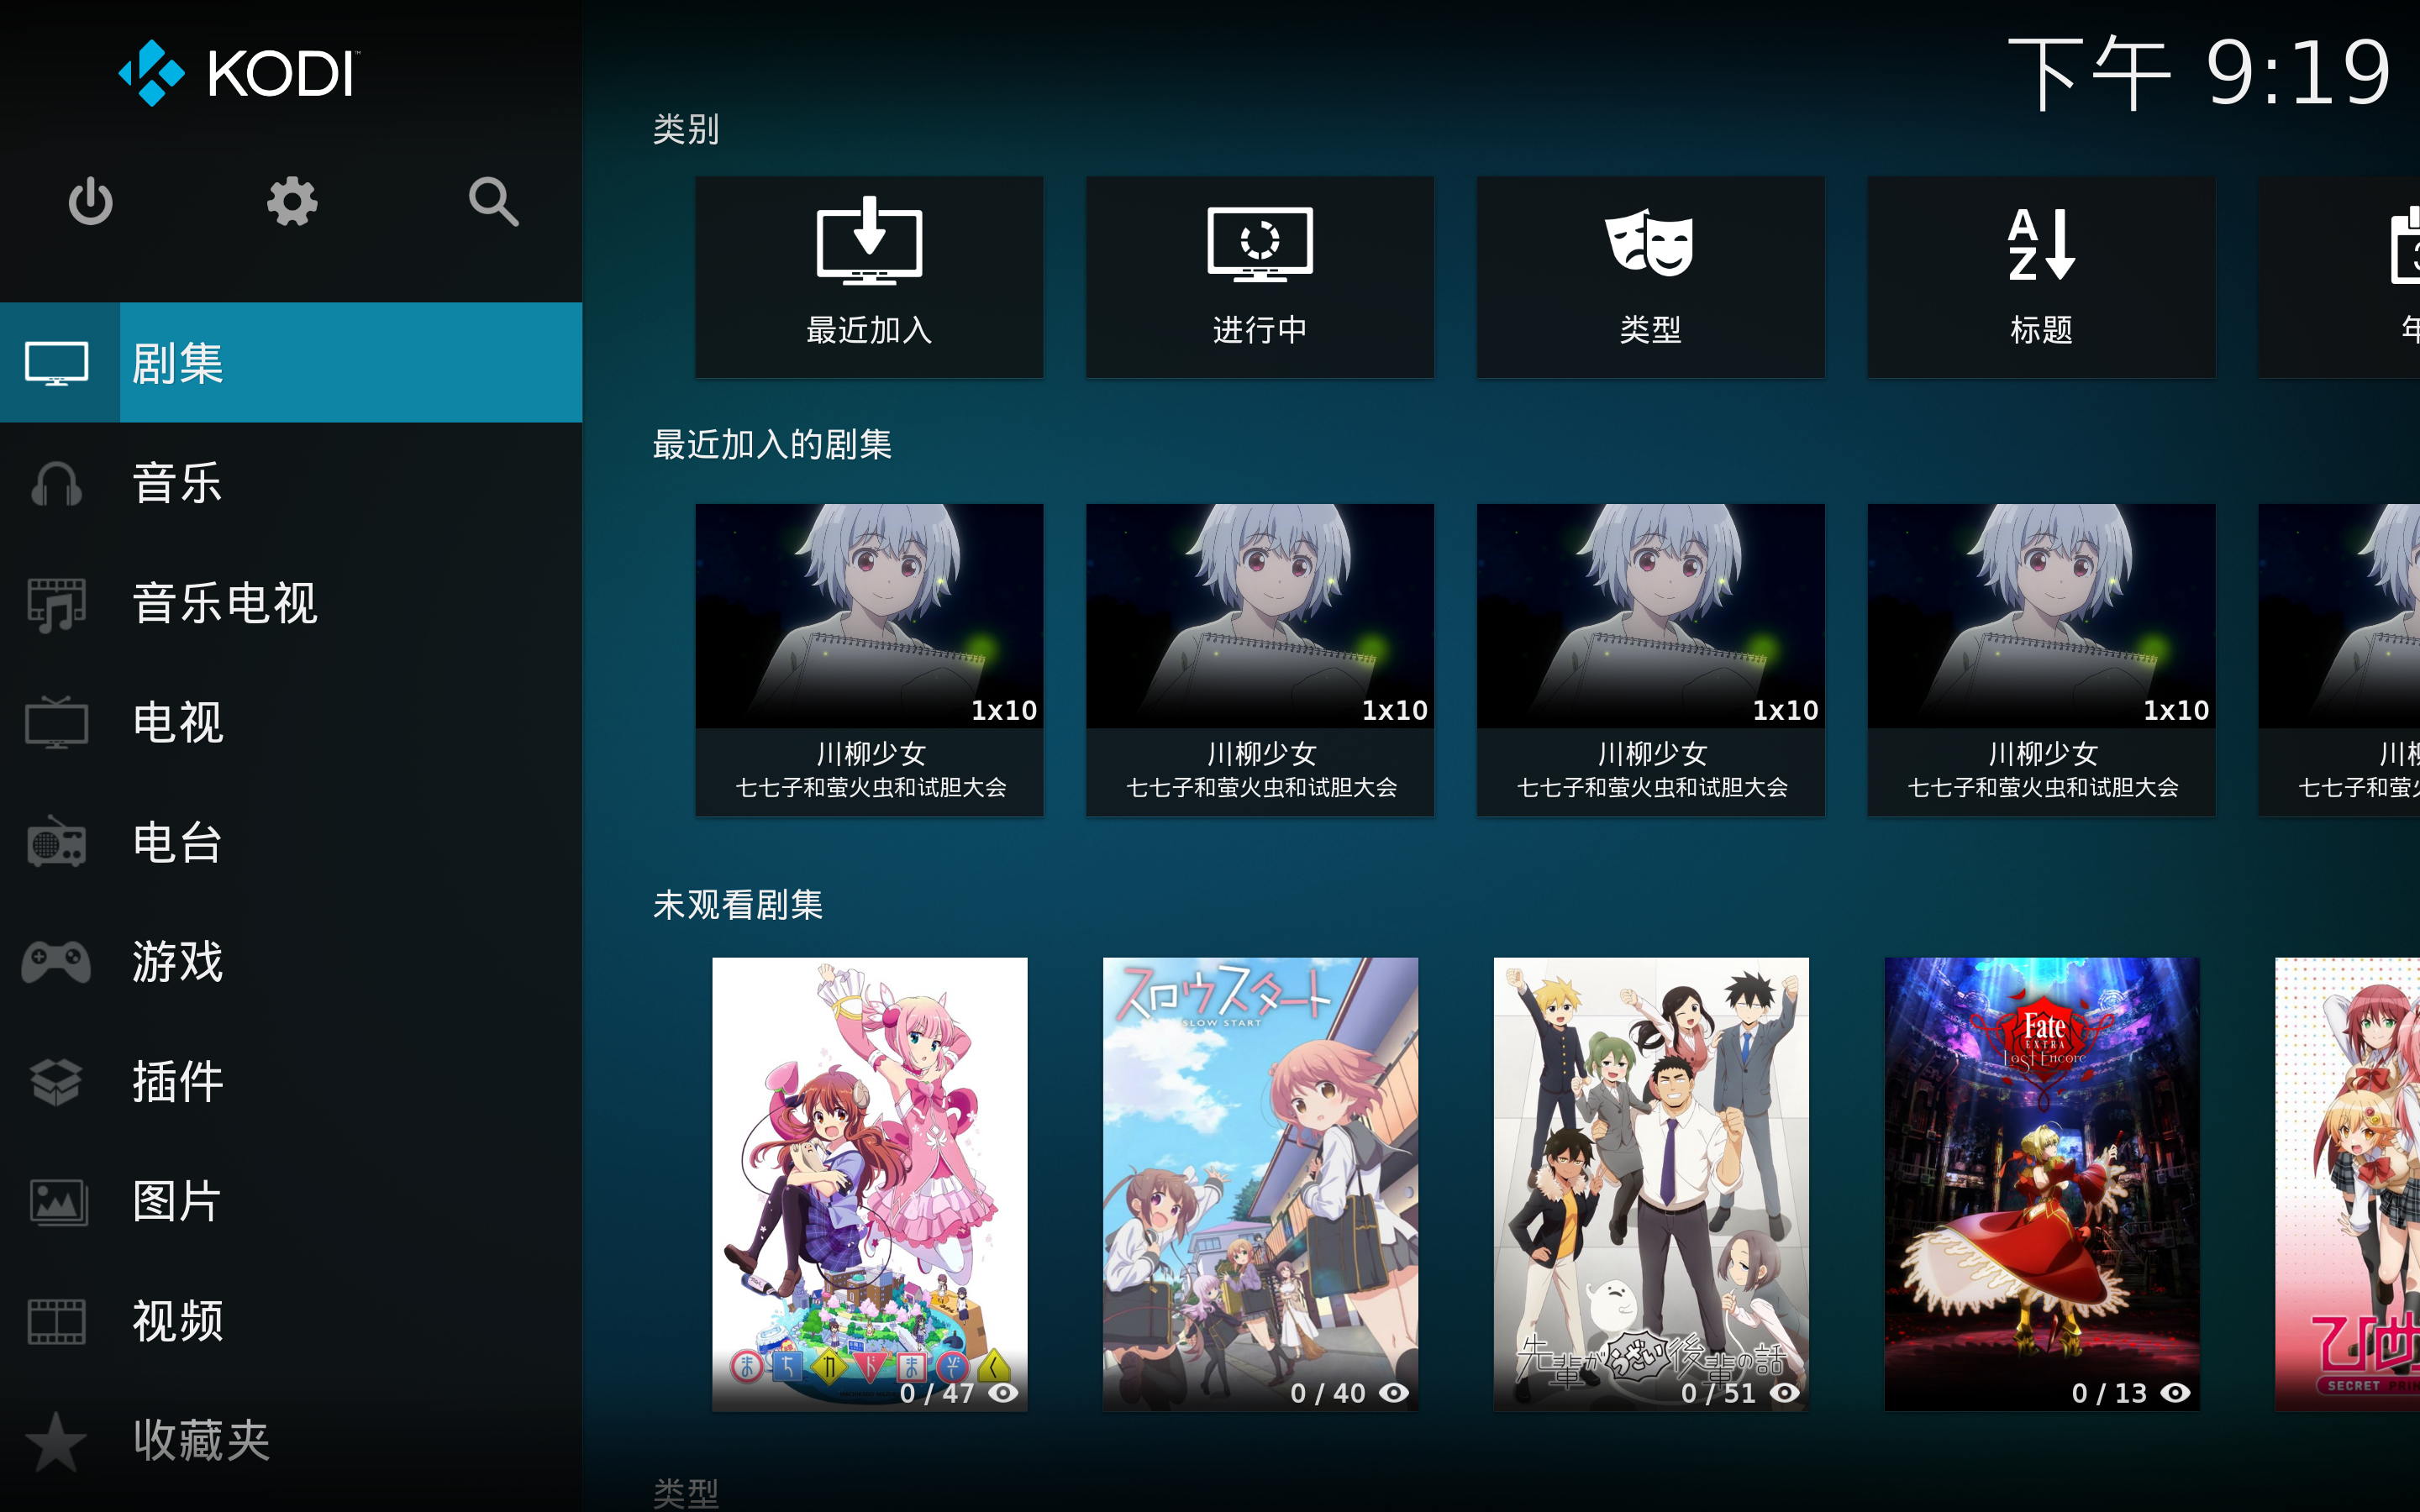 KODI
下午 9:19
剧集
音乐
音乐电视
电视
电台
游戏
插件
图片
视频
收藏夹
类别
最近加入
进行中
类型
标题
年
最近加入的剧集
1x10
川柳少女
七七子和萤火虫和试胆大会
1x10
川柳少女
七七子和萤火虫和试胆大会
1x10
川柳少女
七七子和萤火虫和试胆大会
1x10
川柳少女
七七子和萤火虫和试胆大会
川柳
七七子和萤火
未观看剧集
まちカドまぞく
0 / 47
スロウスタート
SLOW START
0 / 40
先輩がうざい後輩の話
0 / 51
Fate
EXTRA
Last Encore
0 / 13
SECRET
类型